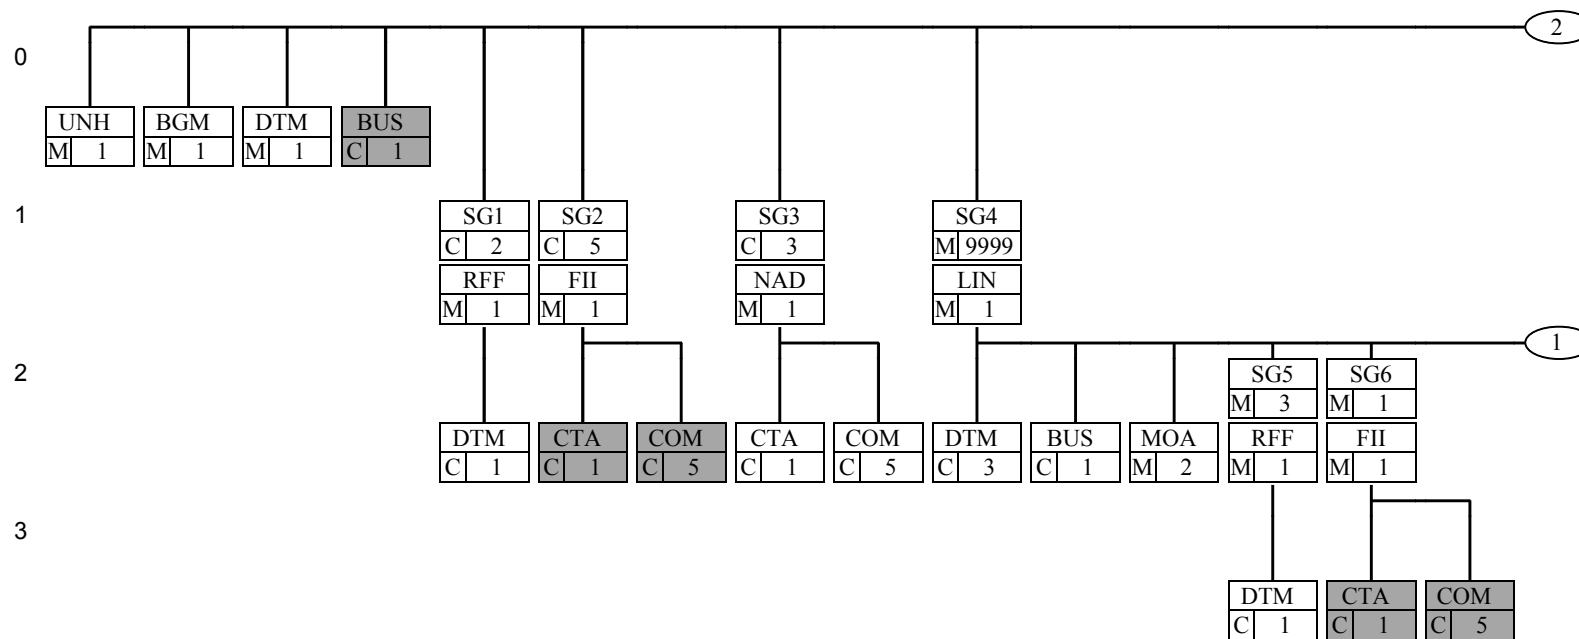 2
0
UNH BGM DTM BUS
M 1 M 1 M 1 C 1
1 SG1 SG2 SG3 SG4
C 2 C 5 C 3 M 9999
RFF FII NAD LIN
M 1 M 1 M 1 M 1
1
2 SG5 SG6
M 3 M 1
DTM CTA COM CTA COM DTM BUS MOA RFF FII
C 1 C 1 C 5 C 1 C 5 C 3 C 1 M 2 M 1 M 1
3
DTM CTA COM
C 1 C 1 C 5